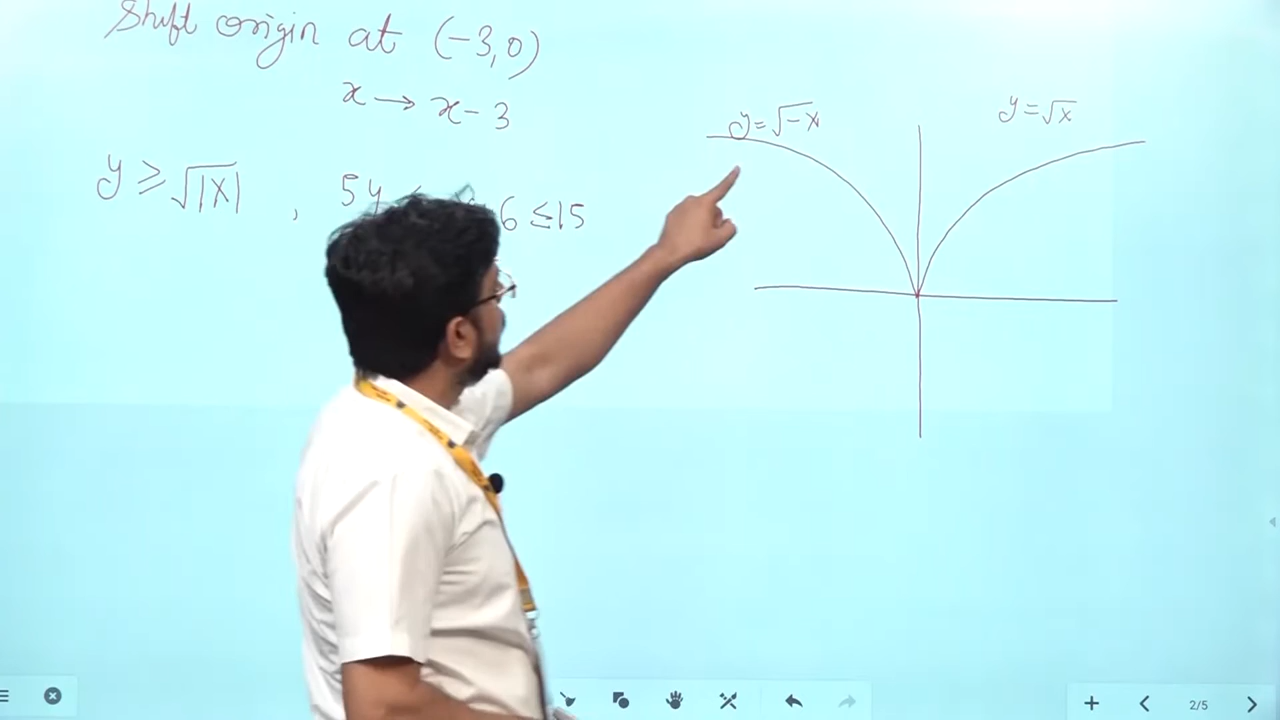 Shift origin at (-3,0)
x → x-3
y ≥ √|x| , 5y 6 ≤ 15
y=√-x
y=√x
2/5